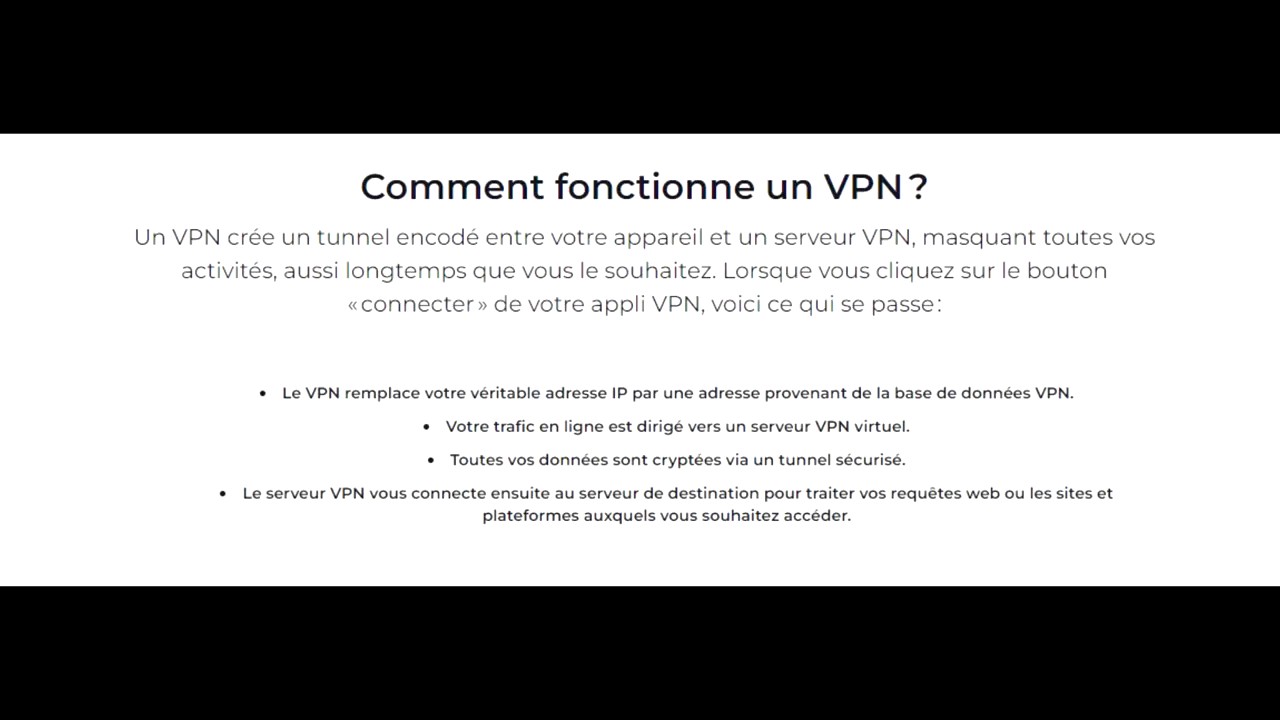 Comment fonctionne un VPN ?
Un VPN crée un tunnel encodé entre votre appareil et un serveur VPN, masquant toutes vos
activités, aussi longtemps que vous le souhaitez. Lorsque vous cliquez sur le bouton
« connecter » de votre appli VPN, voici ce qui se passe :
• Le VPN remplace votre véritable adresse IP par une adresse provenant de la base de données VPN.
• Votre trafic en ligne est dirigé vers un serveur VPN virtuel.
• Toutes vos données sont cryptées via un tunnel sécurisé.
• Le serveur VPN vous connecte ensuite au serveur de destination pour traiter vos requêtes web ou les sites et
plateformes auxquels vous souhaitez accéder.